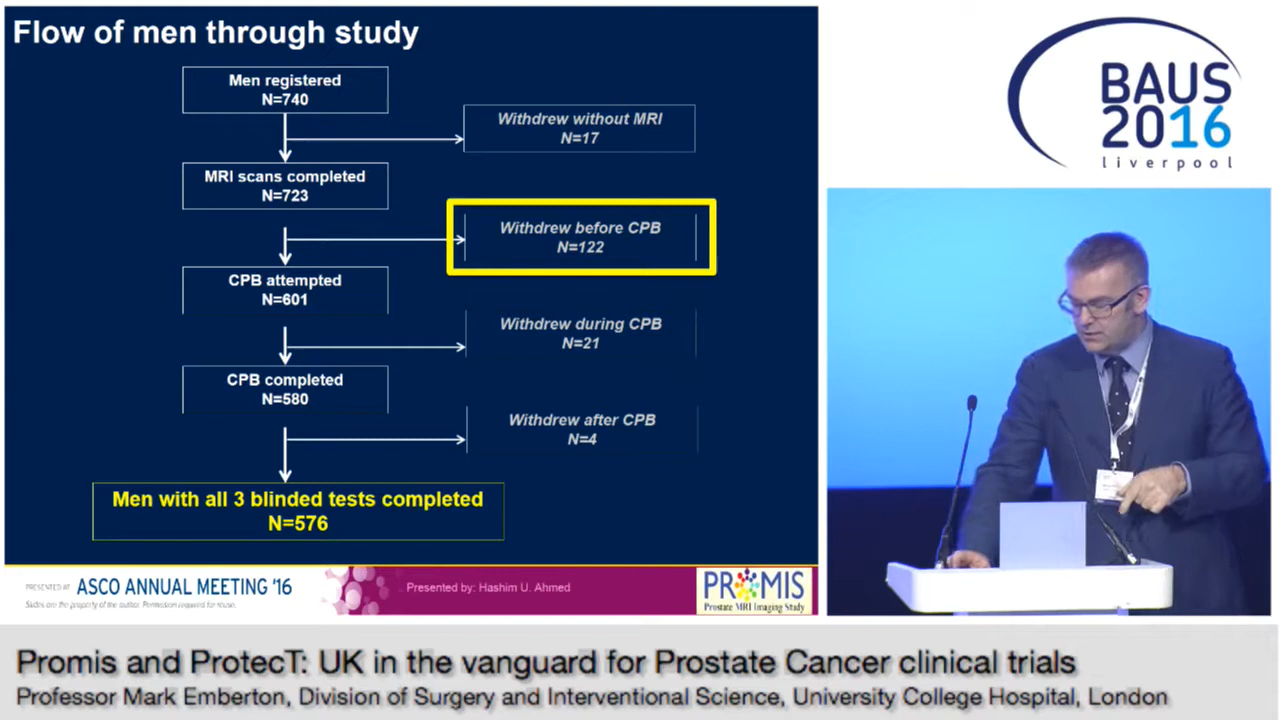 Flow of men through study
Men registered
N=740
Withdrew without MRI
N=17
MRI scans completed
N=723
Withdrew before CPB
N=122
CPB attempted
N=601
Withdrew during CPB
N=21
CPB completed
N=580
Withdrew after CPB
N=4
Men with all 3 blinded tests completed
N=576
PRESENTED AT: ASCO ANNUAL MEETING '16
Slides are the property of the author. Permission required for reuse.
Presented by: Hashim U. Ahmed
PROMIS
Prostate MRI Imaging Study
BAUS
2016
liverpool
Promis and ProtecT: UK in the vanguard for Prostate Cancer clinical trials
Professor Mark Emberton, Division of Surgery and Interventional Science, University College Hospital, London